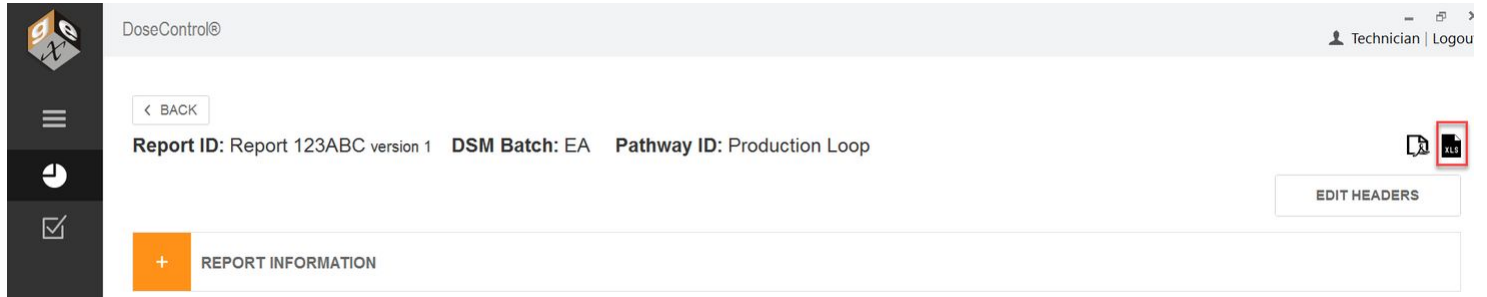 gex
DoseControl®
Technician | Logou
< BACK
Report ID: Report 123ABC version 1 DSM Batch: EA Pathway ID: Production Loop
XLS
EDIT HEADERS
+ REPORT INFORMATION